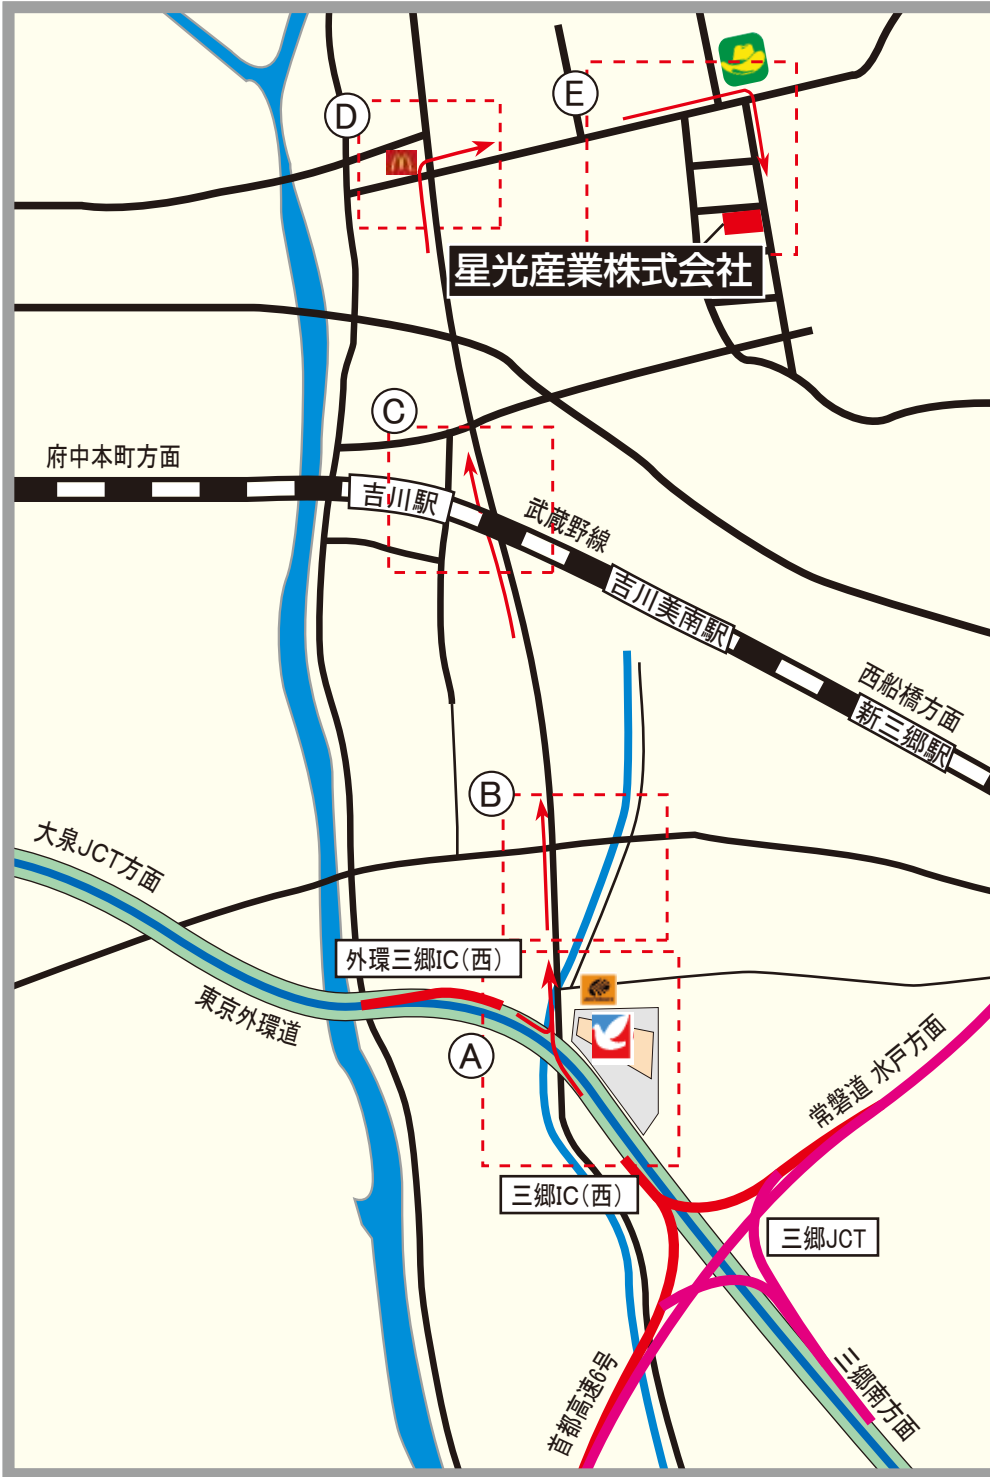 D
E
星光産業株式会社
C
府中本町方面
吉川駅
武蔵野線
吉川美南駅
西船橋方面
新三郷駅
B
大泉JCT方面
外環三郷IC(西)
東京外環道
A
常磐道 水戸方面
三郷IC(西)
三郷JCT
首都高速6号
三郷南方面